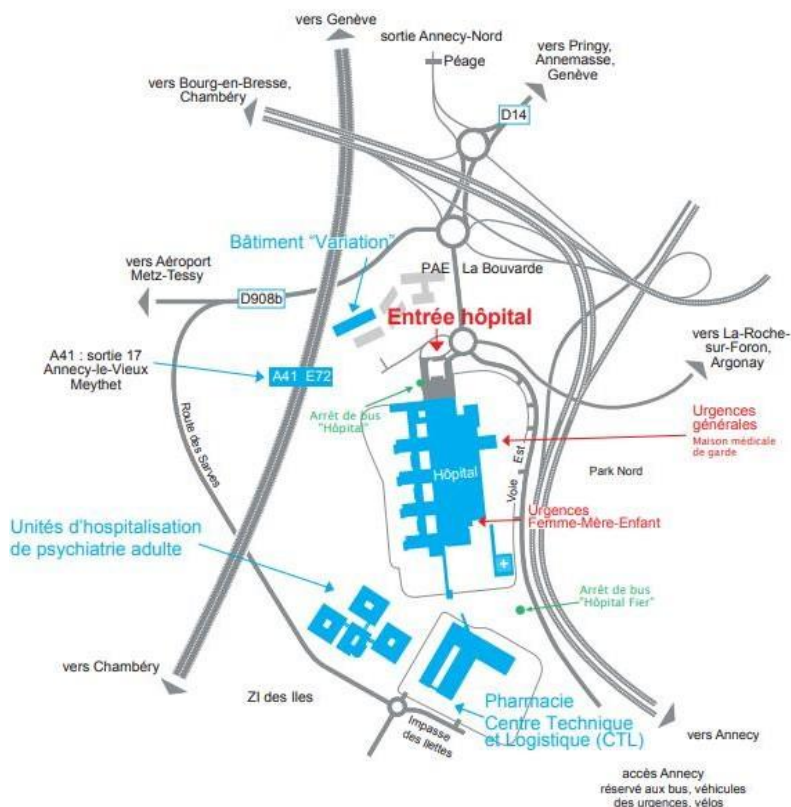 vers Genève
sortie Annecy-Nord
Péage
vers Pringy,
Annemasse,
Genève
vers Bourg-en-Bresse,
Chambéry
D14
Bâtiment "Variation"
PAE La Bouvarde
vers Aéroport
Metz-Tessy
D908b
Entrée hôpital
vers La-Roche-
sur-Foron,
Argonay
A41 : sortie 17
Annecy-le-Vieux
Meythet
A41 E72
Arrêt de bus
"Hôpital"
Urgences
générales
Maison médicale
de garde
Route des Sarves
Hôpital
Voie Est
Park Nord
Urgences
Femme-Mère-Enfant
Unités d'hospitalisation
de psychiatrie adulte
Arrêt de bus
"Hôpital Fier"
vers Chambéry
ZI des Iles
Pharmacie
Centre Technique
et Logistique (CTL)
Impasse
des Ilettes
vers Annecy
accès Annecy
réservé aux bus, véhicules
des urgences, vélos